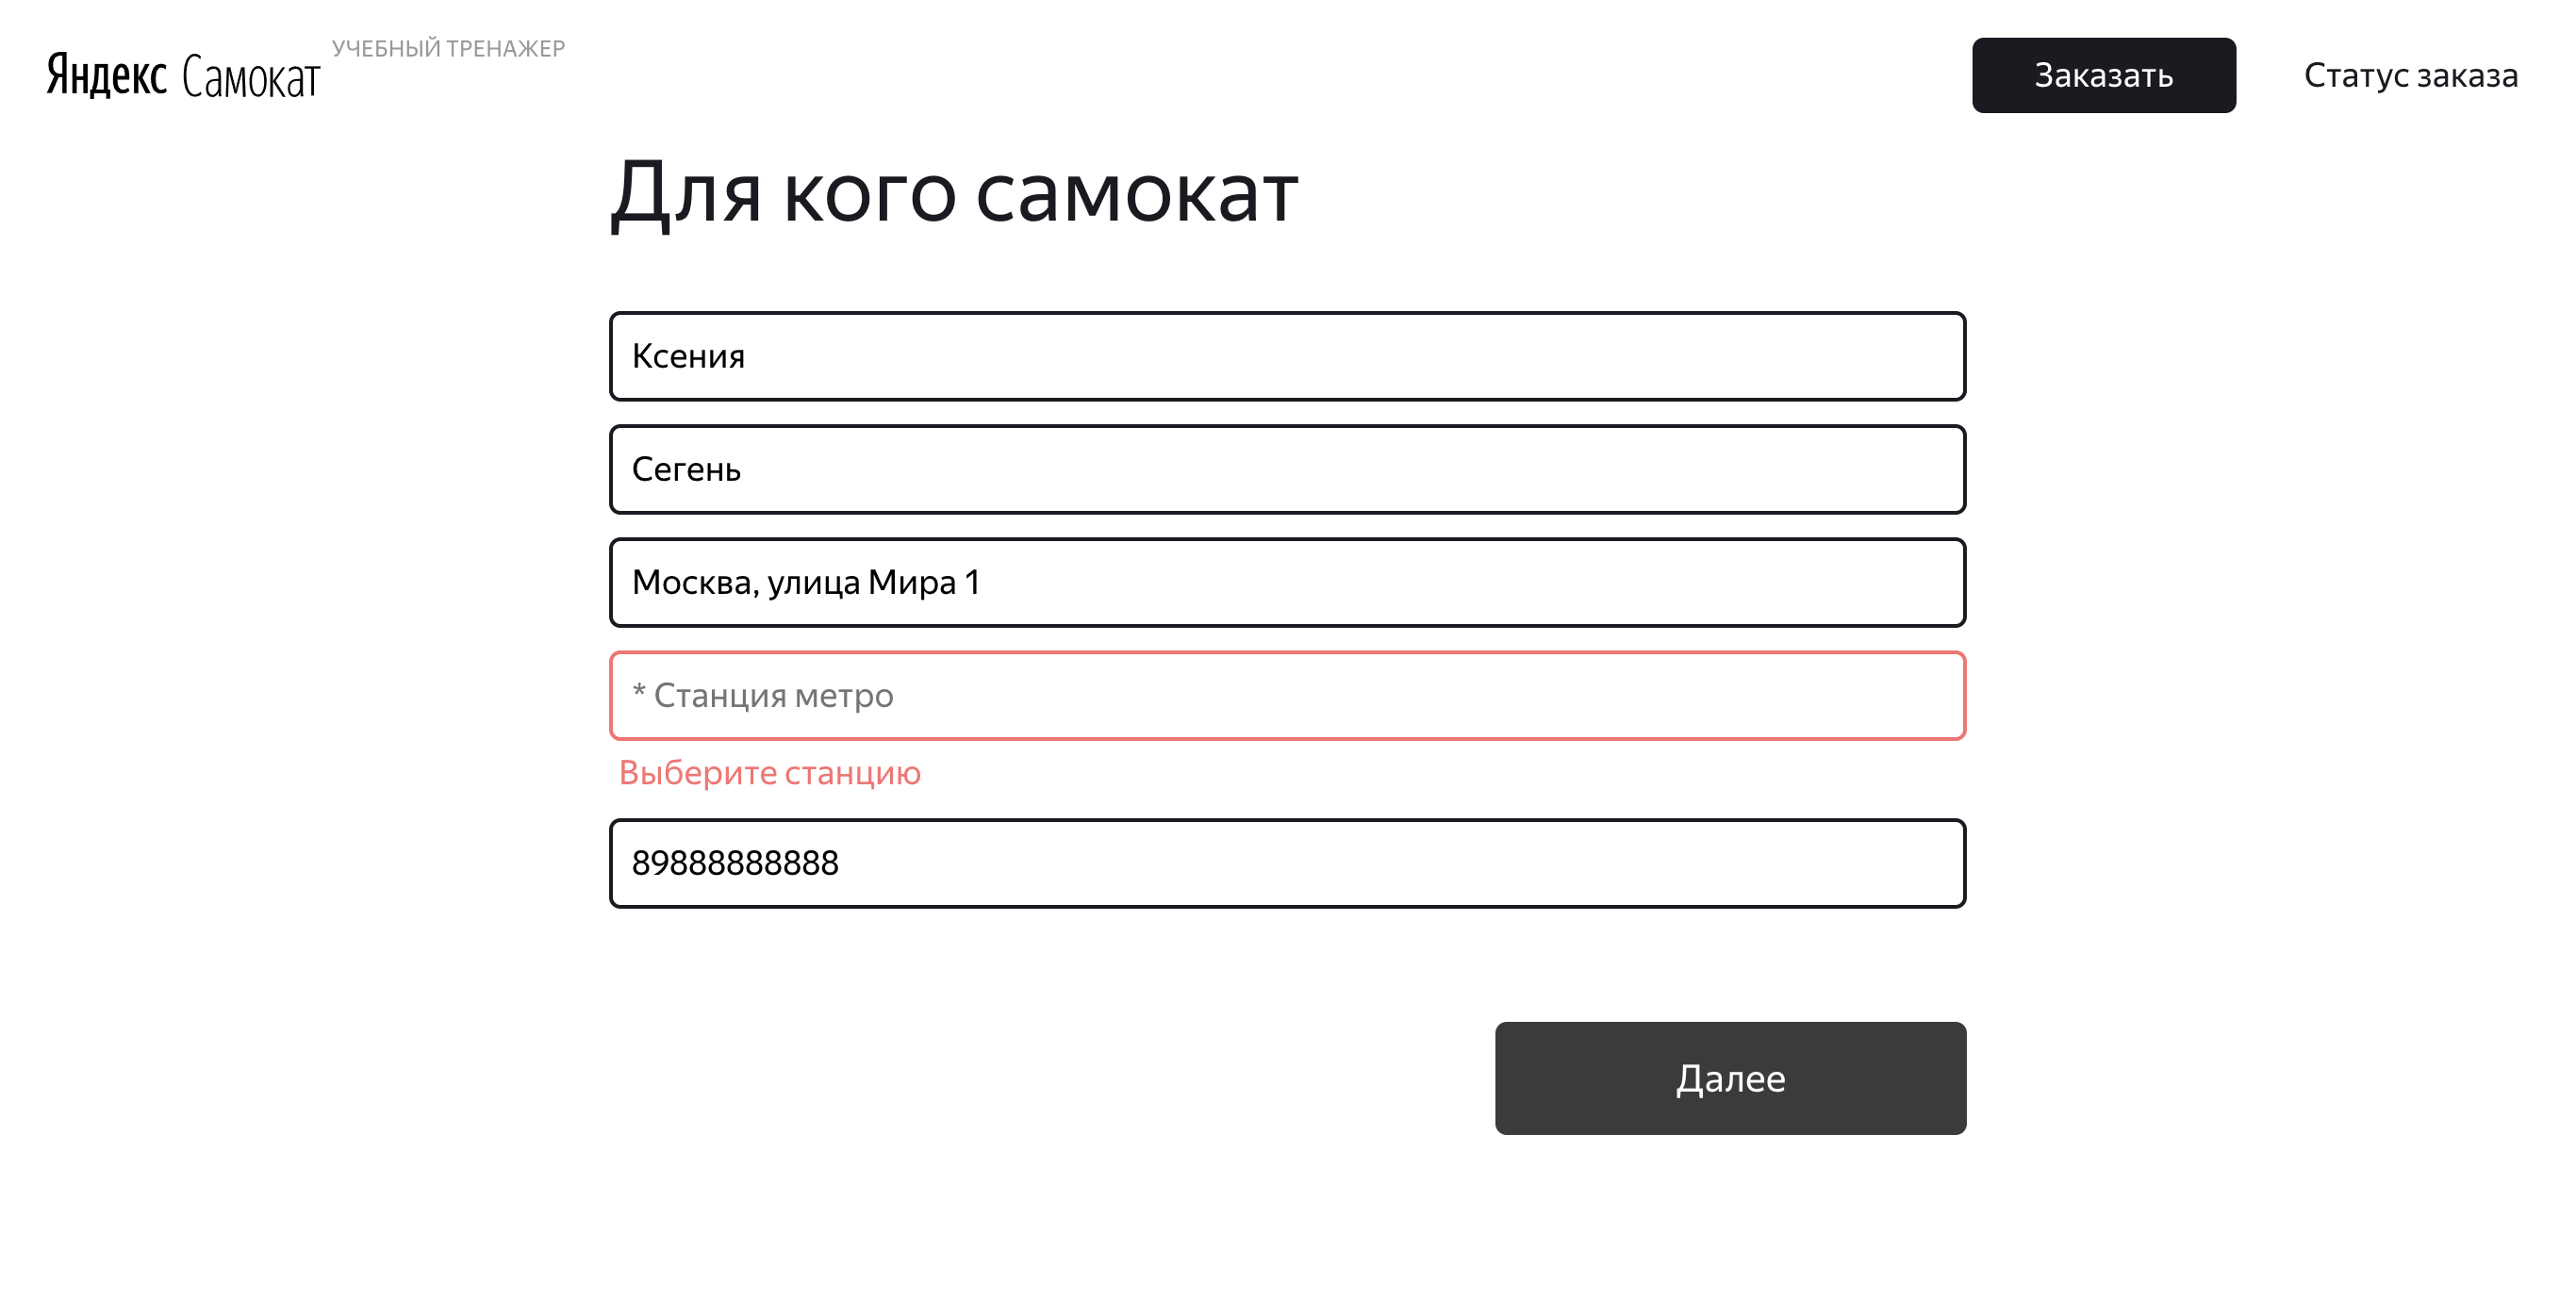 Яндекс Самокат
УЧЕБНЫЙ ТРЕНАЖЕР
Заказать
Статус заказа
Для кого самокат
Ксения
Сегень
Москва, улица Мира 1
* Станция метро
Выберите станцию
89888888888
Далее